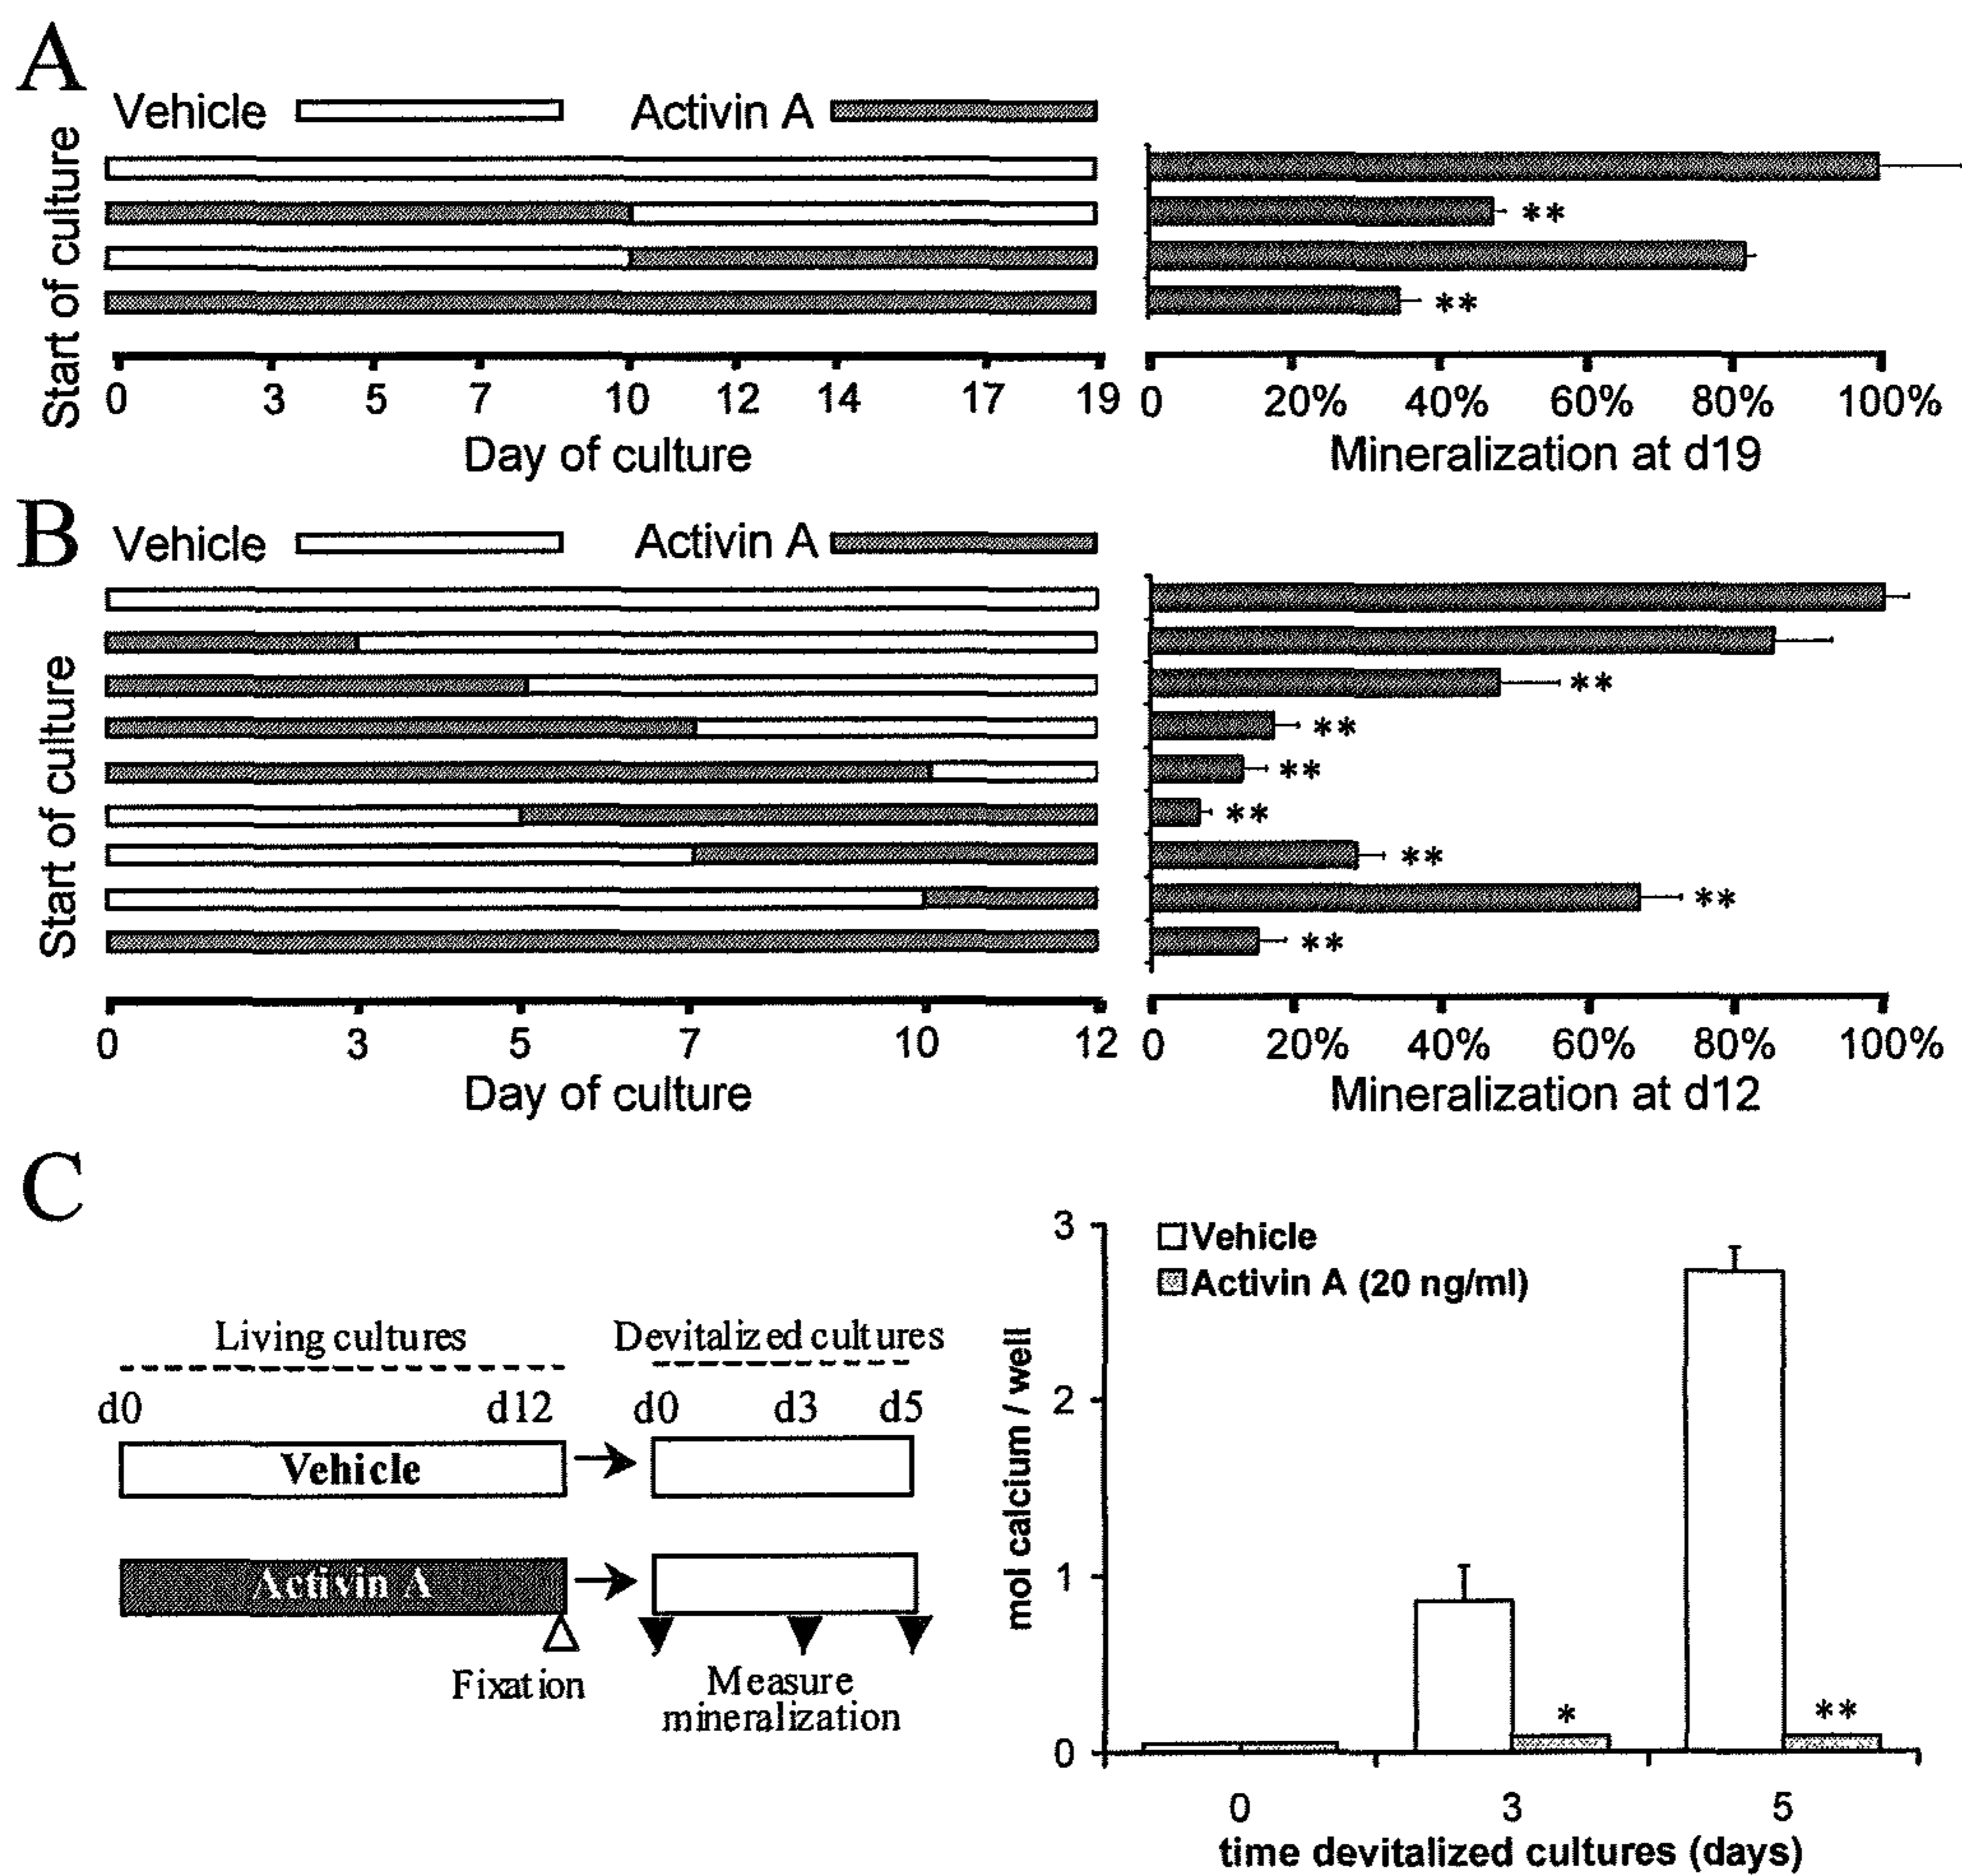 A
Vehicle Activin A
Start of culture
** 
**
0 3 5 7 10 12 14 17 19
0 20% 40% 60% 80% 100%
Day of culture
Mineralization at d19
B
Vehicle Activin A
Start of culture
**
**
**
**
**
**
**
0 3 5 7 10 12
0 20% 40% 60% 80% 100%
Day of culture
Mineralization at d12
C
Living cultures
Devitalized cultures
d0 d12
d0 d3 d5
Vehicle
Activin A
Fixation
Measure
mineralization
mol calcium / well
3
2
1
0
Vehicle
Activin A (20 ng/ml)
*
**
0 3 5
time devitalized cultures (days)